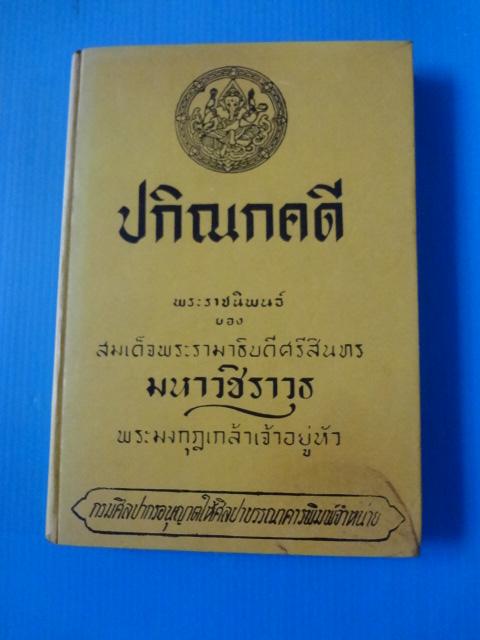 ปกิณกคดี
พระราชนิพนธ์
ของ
สมเด็จพระรามาธิบดีศรีสินทร
มหาวชิราวุธ
พระมงกุฎเกล้าเจ้าอยู่หัว
กรมศิลปากรอนุญาตให้ศิลปาบรรณาคารพิมพ์จำหน่าย